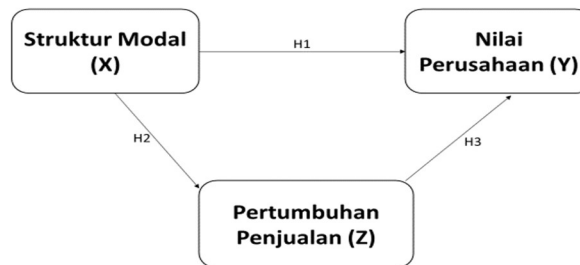 Struktur Modal
(X)
H1
Nilai
Perusahaan (Y)
H2
H3
Pertumbuhan
Penjualan (Z)